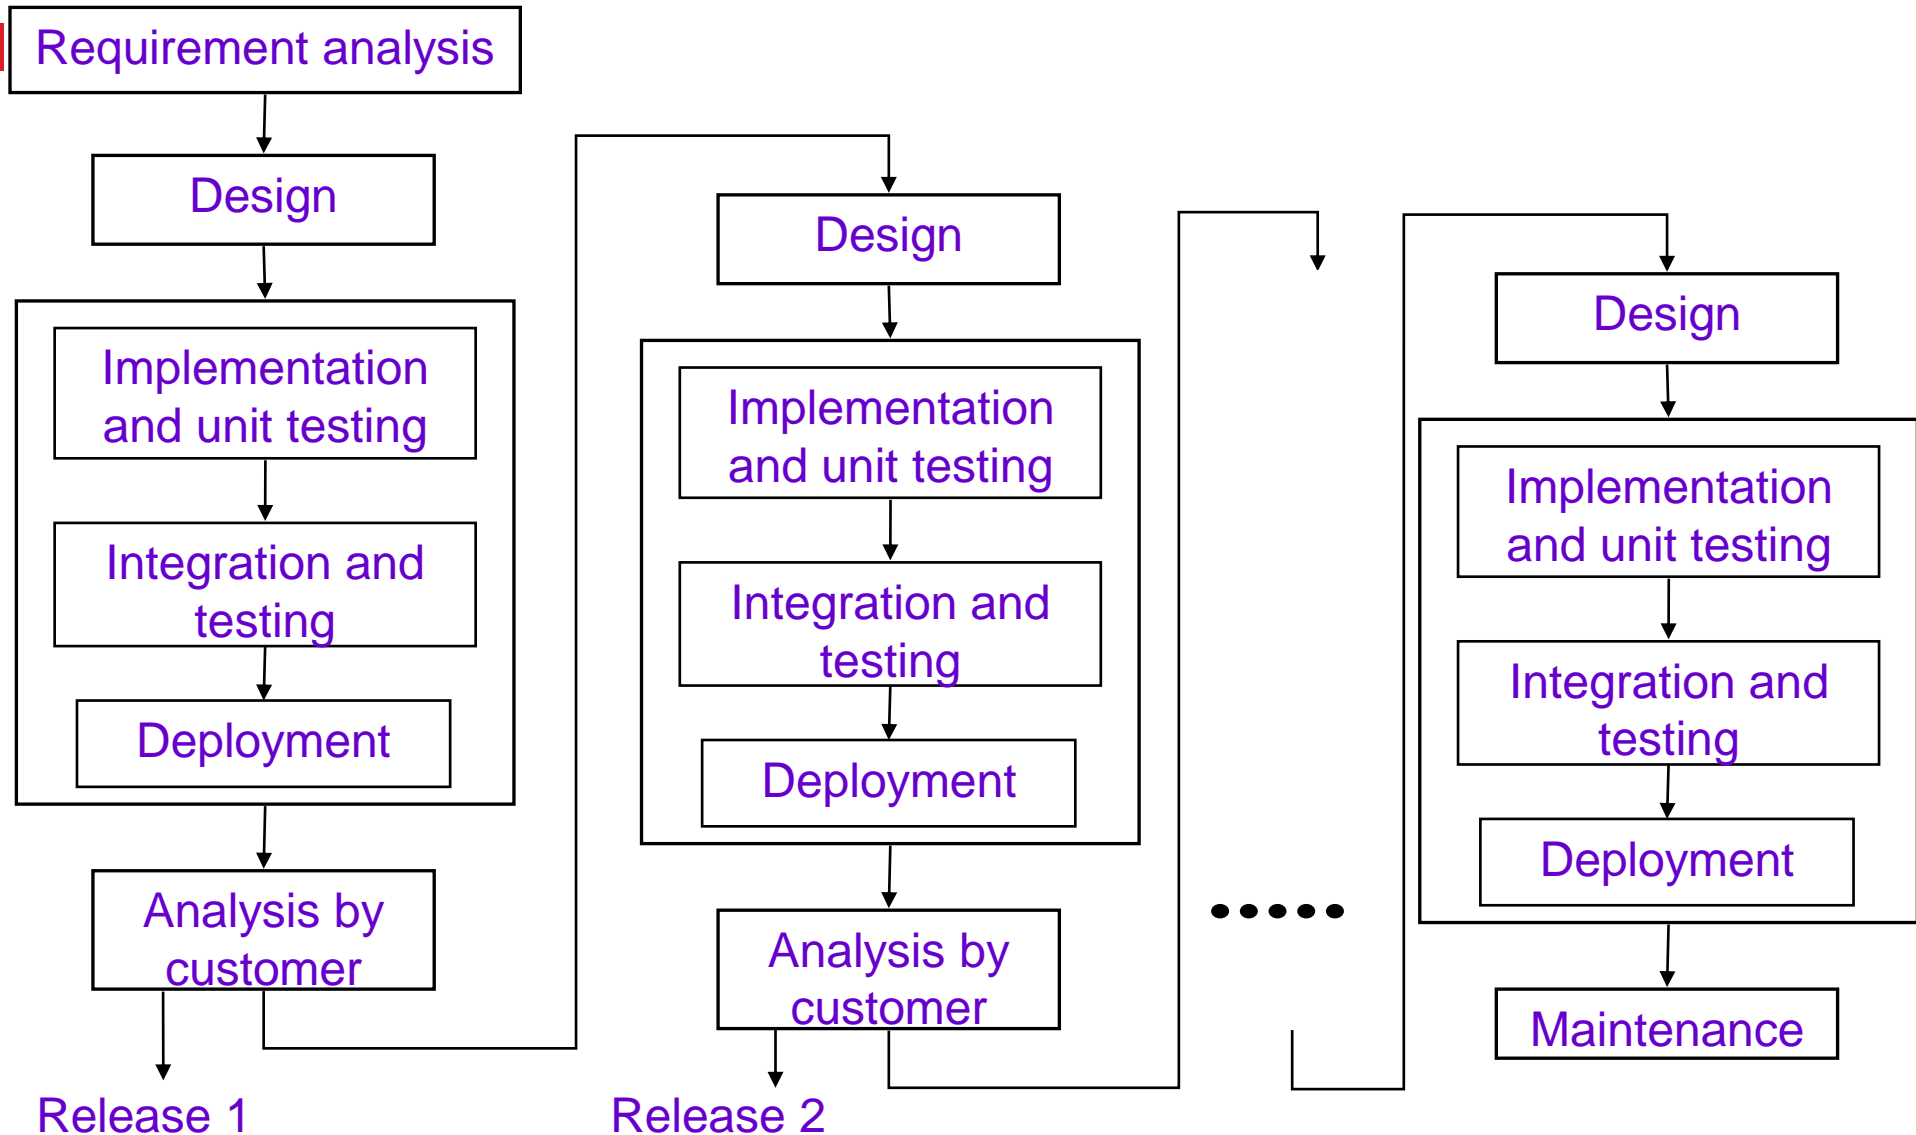 Requirement analysis
Design
Implementation
and unit testing
Integration and
testing
Deployment
Analysis by
customer
Release 1
Design
Implementation
and unit testing
Integration and
testing
Deployment
Analysis by
customer
Release 2
Design
Implementation
and unit testing
Integration and
testing
Deployment
Maintenance